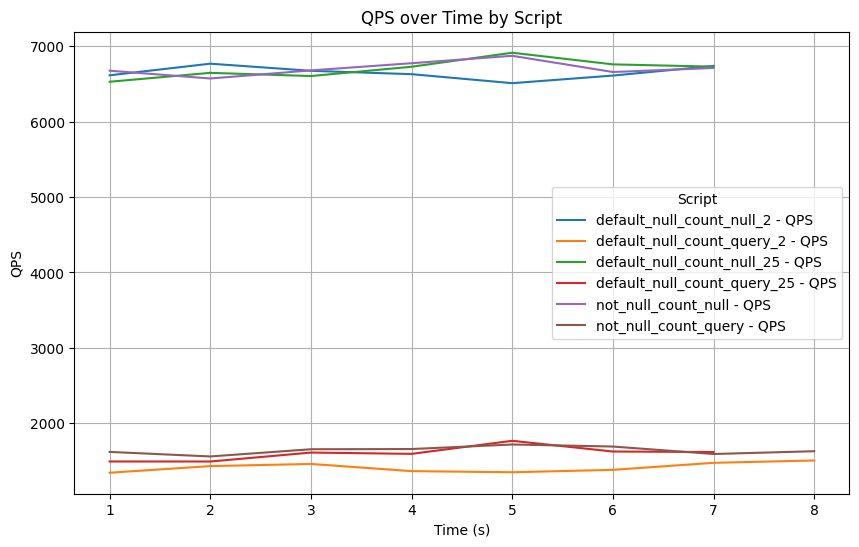 QPS over Time by Script
7000
6000
5000
4000
3000
2000
QPS
Script
default_null_count_null_2 - QPS
default_null_count_query_2 - QPS
default_null_count_null_25 - QPS
default_null_count_query_25 - QPS
not_null_count_null - QPS
not_null_count_query - QPS
1 2 3 4 5 6 7 8
Time (s)